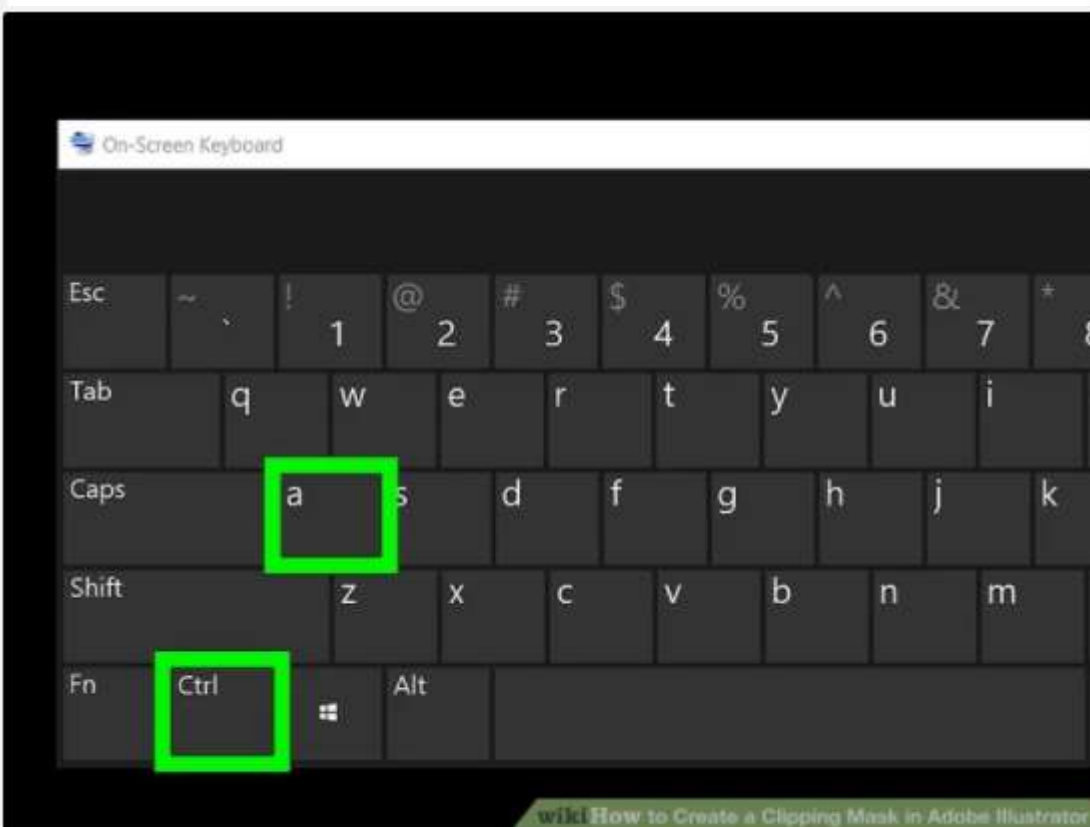 On-Screen Keyboard
Esc ~ ` ! 1 @ 2 # 3 $ 4 % 5 ^ 6 & 7 *
Tab q w e r t y u i
Caps a s d f g h j k
Shift z x c v b n m
Fn Ctrl Alt
wikiHow to Create a Clipping Mask in Adobe Illustrator